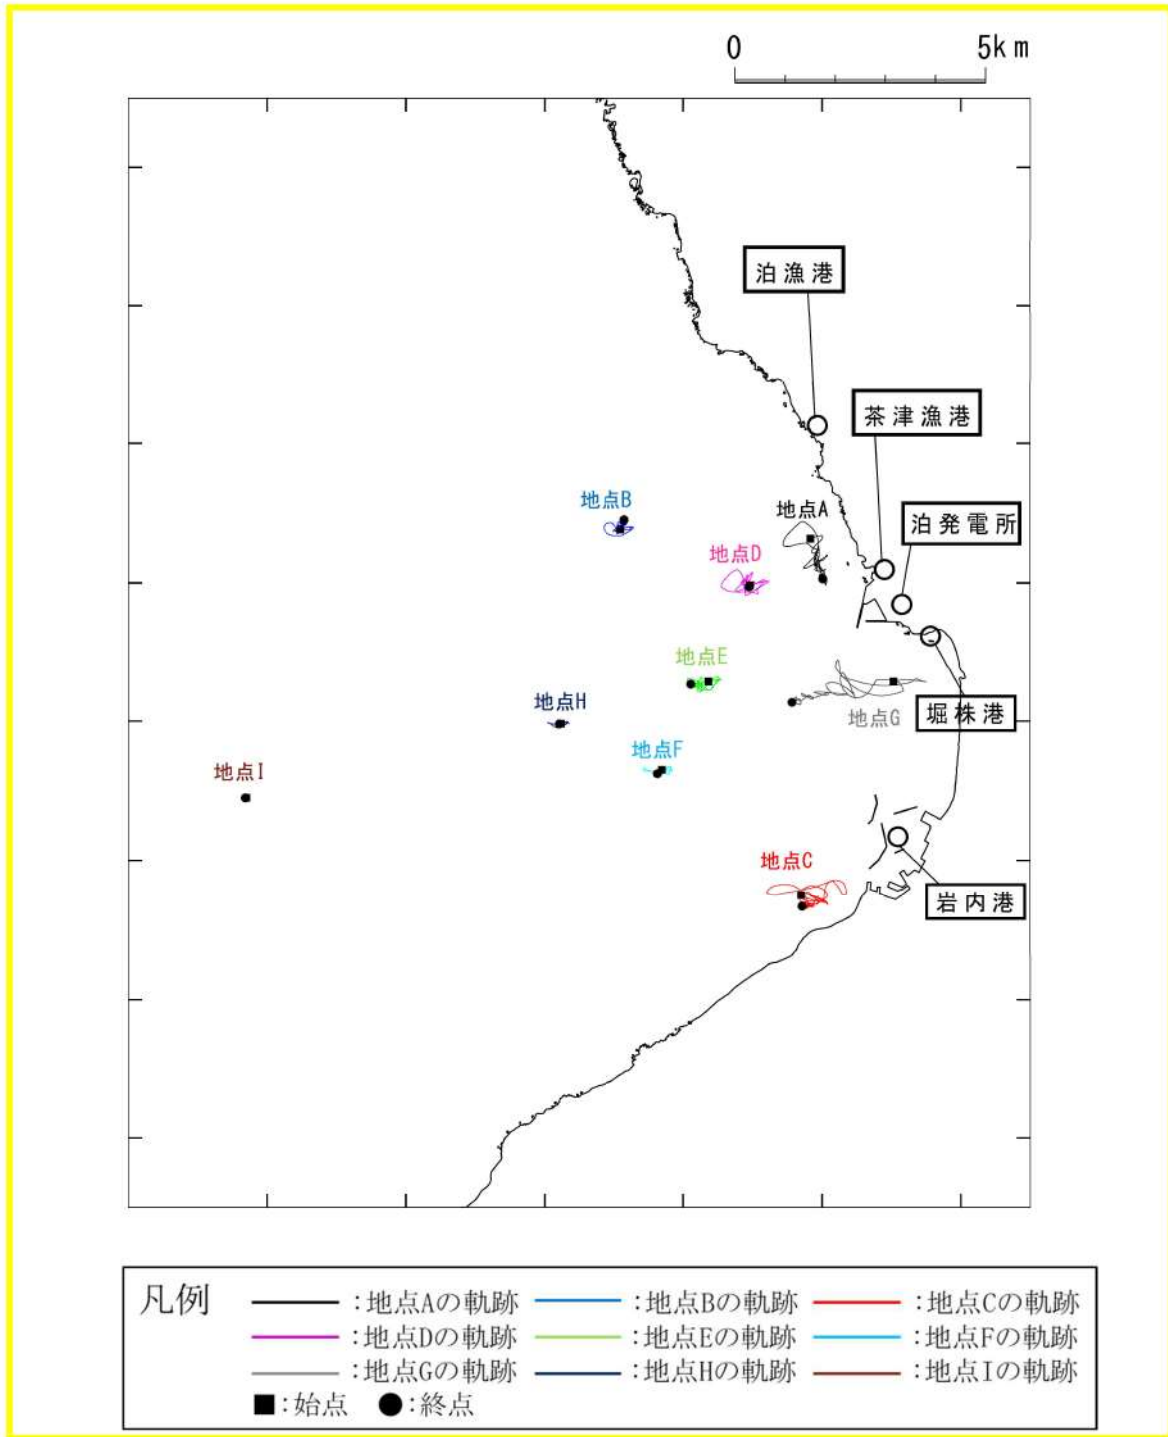 0 5km
泊漁港
茶津漁港
地点B
地点A
泊発電所
地点D
地点E
地点H
地点G
堀株港
地点F
地点I
地点C
岩内港
凡例
:地点Aの軌跡 :地点Bの軌跡 :地点Cの軌跡
:地点Dの軌跡 :地点Eの軌跡 :地点Fの軌跡
:地点Gの軌跡 :地点Hの軌跡 :地点Iの軌跡
■:始点 ●:終点